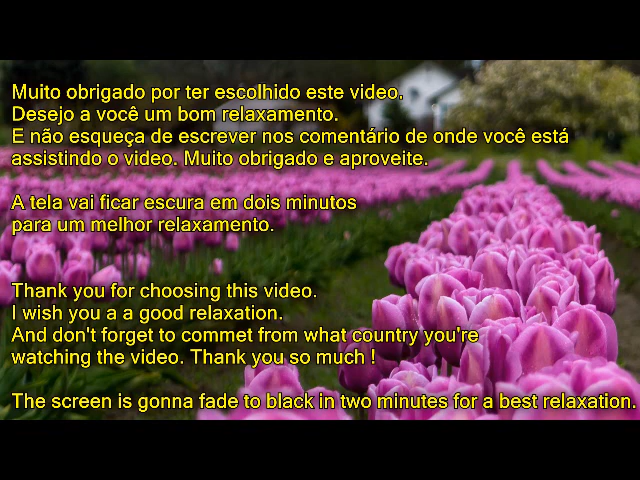 Muito obrigado por ter escolhido este video.
Desejo a você um bom relaxamento.
E não esqueça de escrever nos comentário de onde você está
assistindo o video. Muito obrigado e aproveite.
A tela vai ficar escura em dois minutos
para um melhor relaxamento.
Thank you for choosing this video.
I wish you a a good relaxation.
And don't forget to commet from what country you're
watching the video. Thank you so much !
The screen is gonna fade to black in two minutes for a best relaxation.